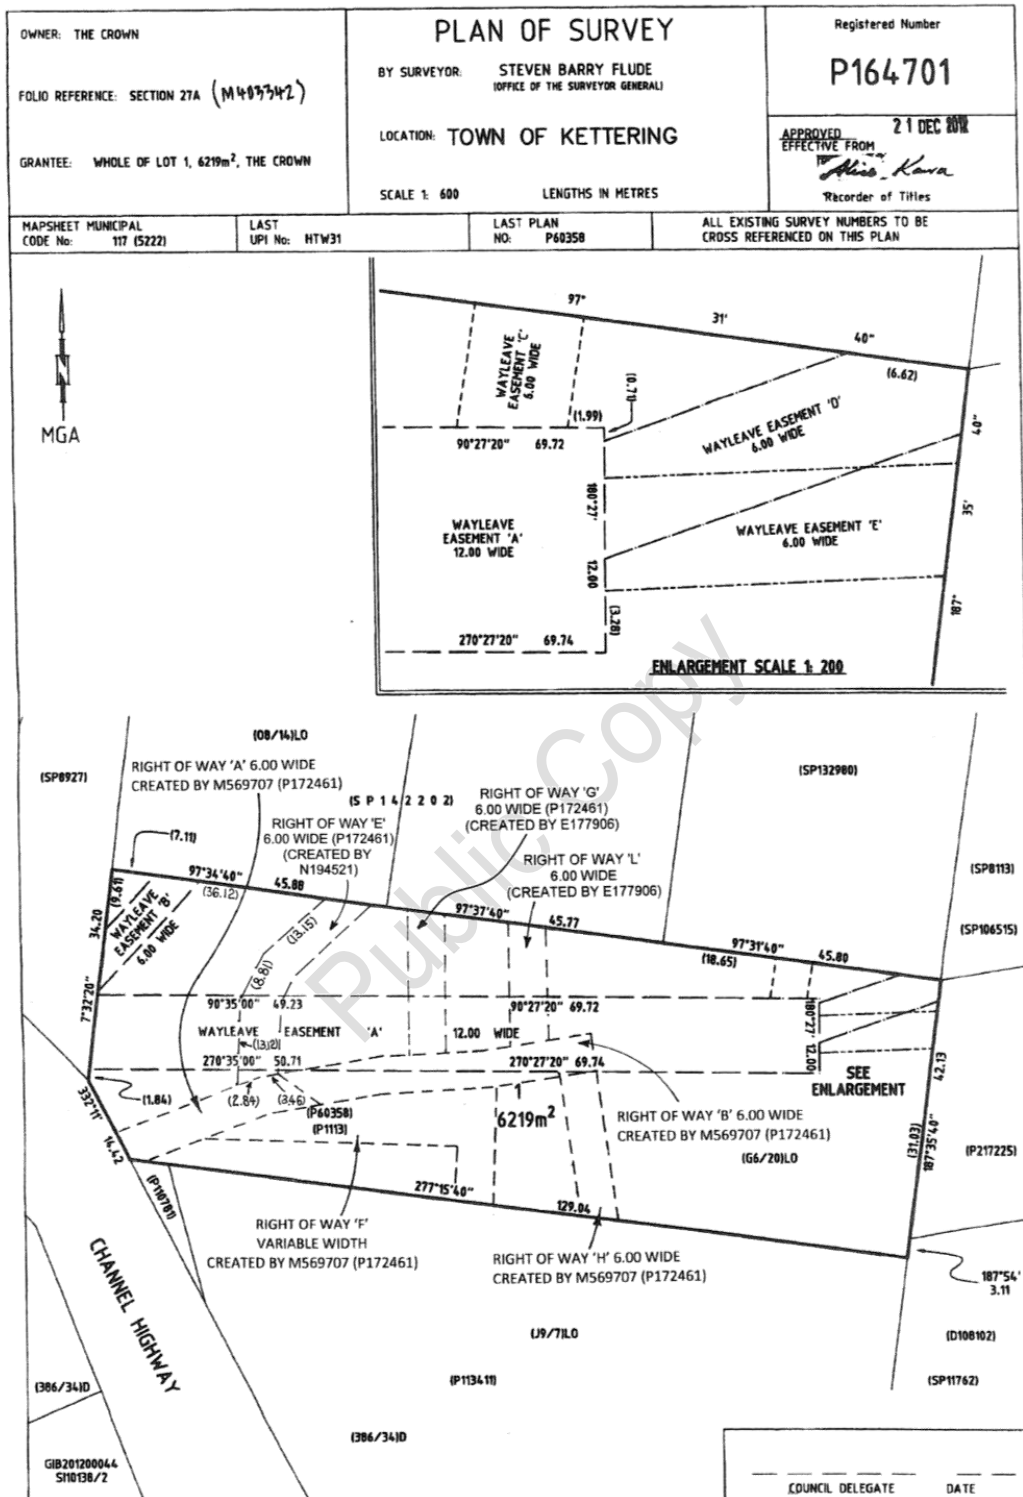 OWNER: THE CROWN
FOLIO REFERENCE: SECTION 27A (M403342)
GRANTEE: WHOLE OF LOT 1, 6219m², THE CROWN
PLAN OF SURVEY
BY SURVEYOR: STEVEN BARRY FLUDE
(OFFICE OF THE SURVEYOR GENERAL)
LOCATION: TOWN OF KETTERING
SCALE 1: 600 LENGTHS IN METRES
Registered Number
P164701
APPROVED 21 DEC 2012
EFFECTIVE FROM
Alice Kawa
Recorder of Titles
MAPSHEET MUNICIPAL
CODE No: 117 (5222)
LAST
UPI No: HTW31
LAST PLAN
NO: P60358
ALL EXISTING SURVEY NUMBERS TO BE
CROSS REFERENCED ON THIS PLAN
MGA
97°
31'
40"
(6.62)
WAYLEAVE
EASEMENT 'C'
6.00 WIDE
(0.71)
(1.99)
90°27'20" 69.72
WAYLEAVE EASEMENT 'D'
6.00 WIDE
40"
35'
187°
180°27'
12.00
WAYLEAVE
EASEMENT 'A'
12.00 WIDE
WAYLEAVE EASEMENT 'E'
6.00 WIDE
(3.28)
270°27'20" 69.74
ENLARGEMENT SCALE 1: 200
Public Copy
(08/14)LO
(SP8927)
RIGHT OF WAY 'A' 6.00 WIDE
CREATED BY M569707 (P172461)
(SP142202)
RIGHT OF WAY 'G'
6.00 WIDE (P172461)
(CREATED BY E177906)
(SP132980)
RIGHT OF WAY 'E'
6.00 WIDE (P172461)
(CREATED BY
N194521)
RIGHT OF WAY 'L'
6.00 WIDE
(CREATED BY E177906)
(7.11)
97°34'40" 45.88
(36.12)
(9.61)
34.20
WAYLEAVE
EASEMENT 'B'
6.00 WIDE
(13.15)
(8.81)
97°37'40" 45.77
97°31'40" 45.80
(18.65)
(SP8113)
(SP106515)
7°32'20"
90°35'00" 49.23
90°27'20" 69.72
WAYLEAVE EASEMENT 'A' 12.00 WIDE
(13.12)
180°27'
12.00
270°35'00" 50.71
270°27'20" 69.74
SEE
ENLARGEMENT
42.13
332°11'
14.42
(1.84)
(2.84)
(3.46)
(P60358)
(P1113)
6219m²
RIGHT OF WAY 'B' 6.00 WIDE
CREATED BY M569707 (P172461)
(G6/20)LO
(31.03)
187°35'40"
(P217225)
(P110781)
277°15'40"
129.04
RIGHT OF WAY 'F'
VARIABLE WIDTH
CREATED BY M569707 (P172461)
RIGHT OF WAY 'H' 6.00 WIDE
CREATED BY M569707 (P172461)
187°54'
3.11
CHANNEL HIGHWAY
(J9/7)LO
(D108102)
(386/34)D
(P113411)
(SP11762)
(386/34)D
GIB201200044
SI10138/2
COUNCIL DELEGATE DATE